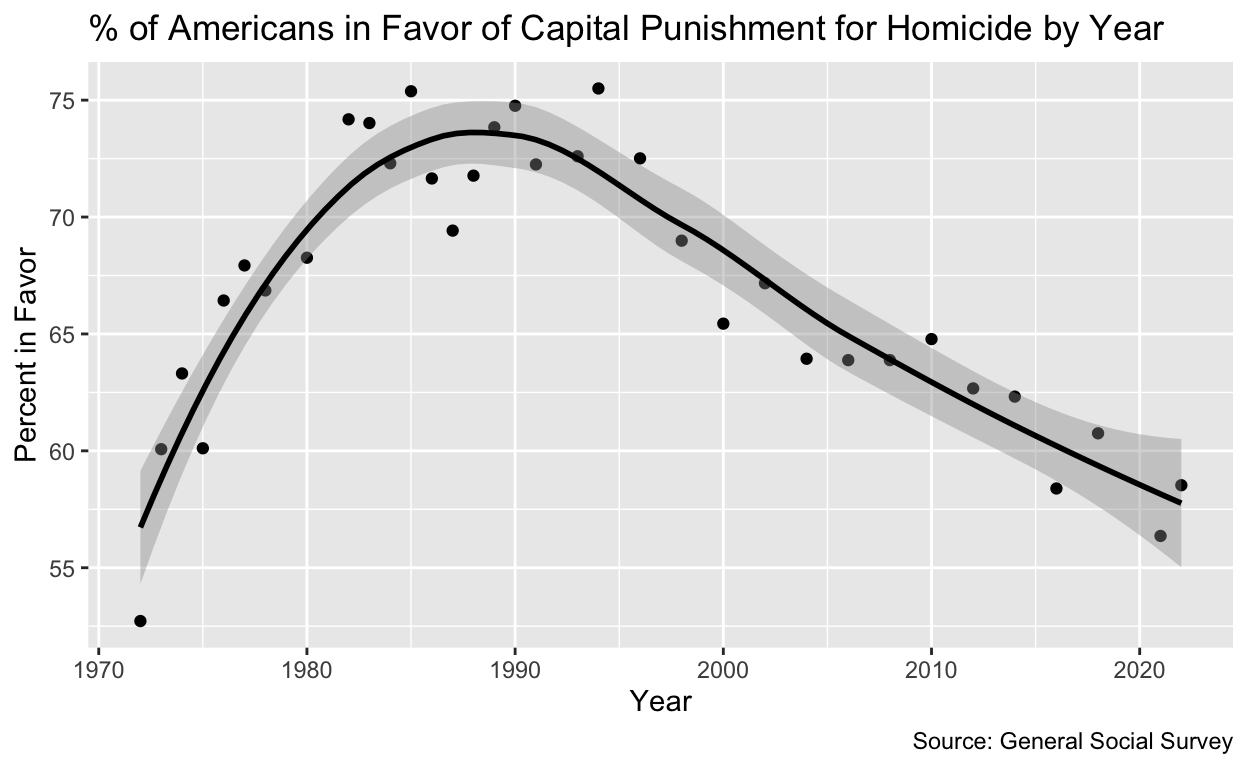 % of Americans in Favor of Capital Punishment for Homicide by Year
75
70
65
60
55
Percent in Favor
1970 1980 1990 2000 2010 2020
Year
Source: General Social Survey